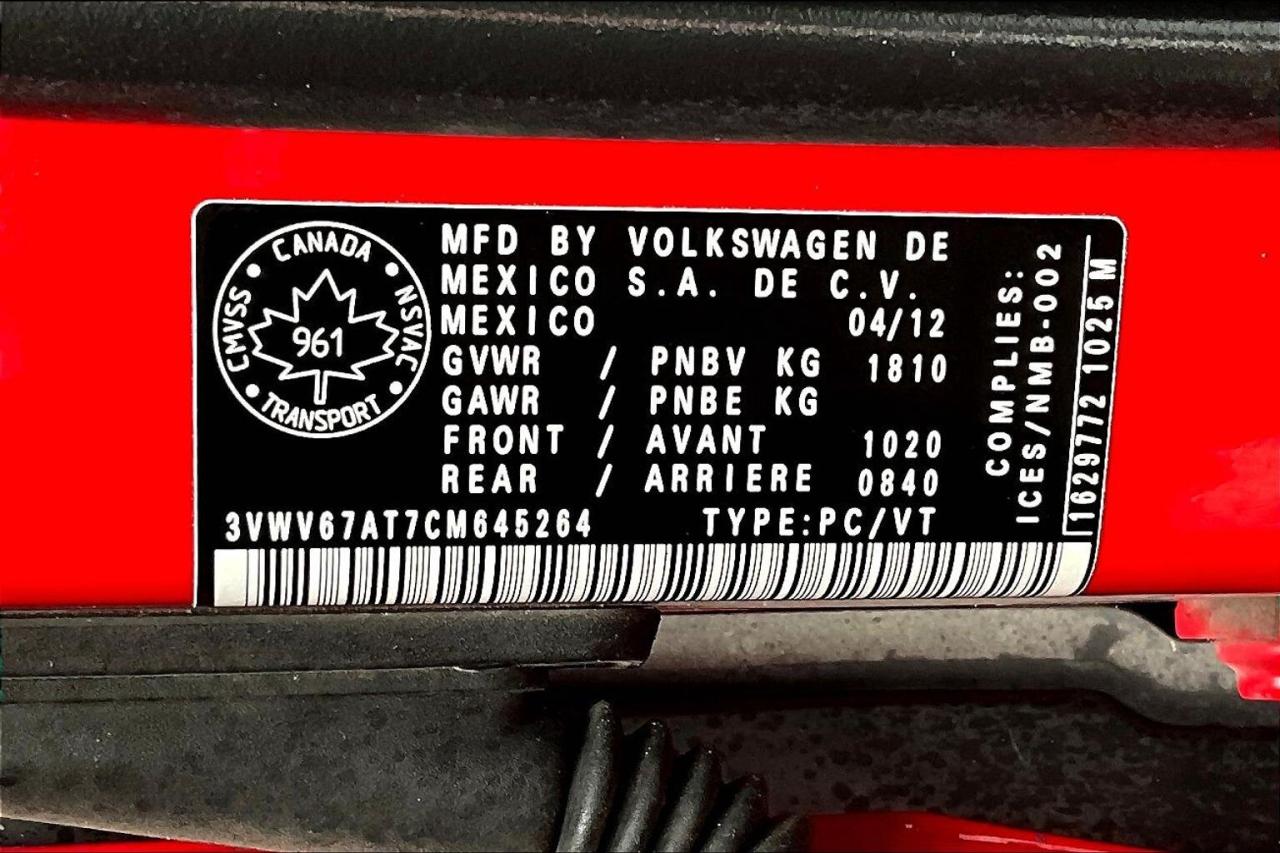 CANADA
CMVSS
NSVAC
961
TRANSPORT
MFD BY VOLKSWAGEN DE
MEXICO S.A. DE C.V.
MEXICO 04/12
GVWR / PNBV KG 1810
GAWR / PNBE KG
FRONT / AVANT 1020
REAR / ARRIERE 0840
3VWV67AT7CM645264 TYPE:PC/VT
COMPLIES:
ICES/NMB-002
1629772 1025 M